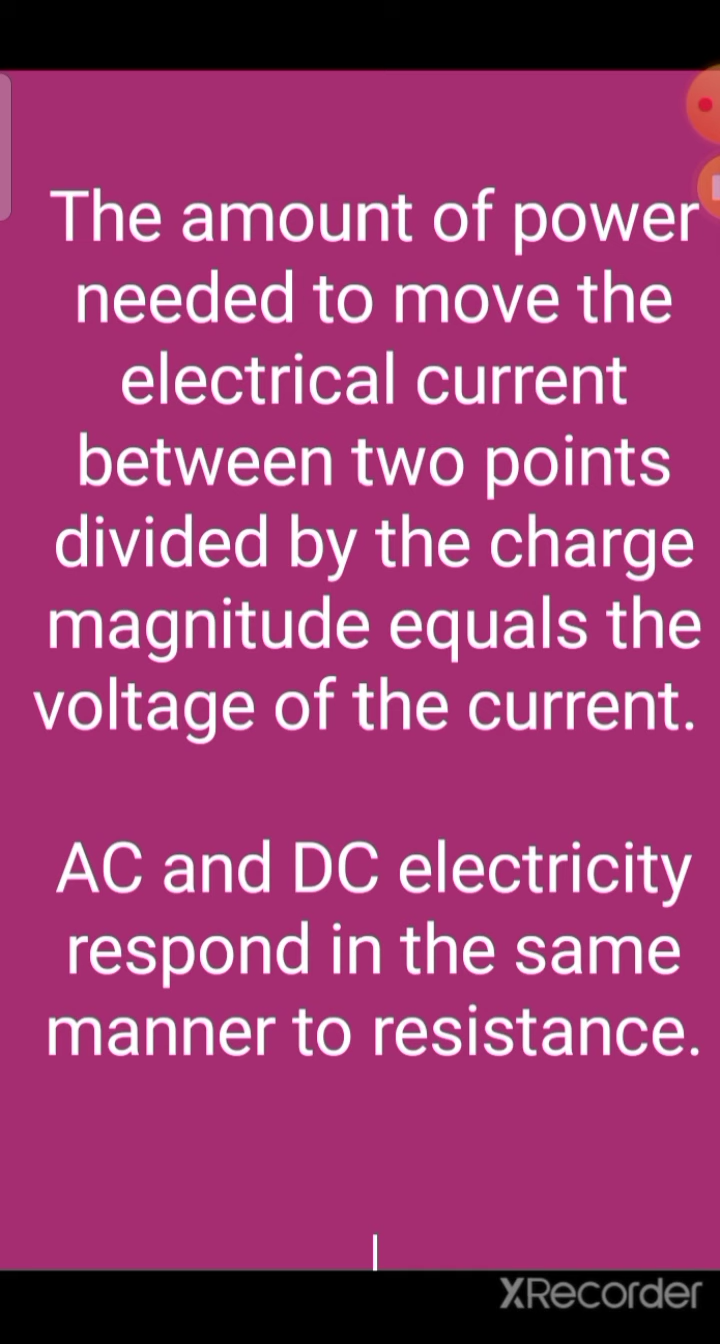 The amount of power
needed to move the
electrical current
between two points
divided by the charge
magnitude equals the
voltage of the current.
AC and DC electricity
respond in the same
manner to resistance.
XRecorder